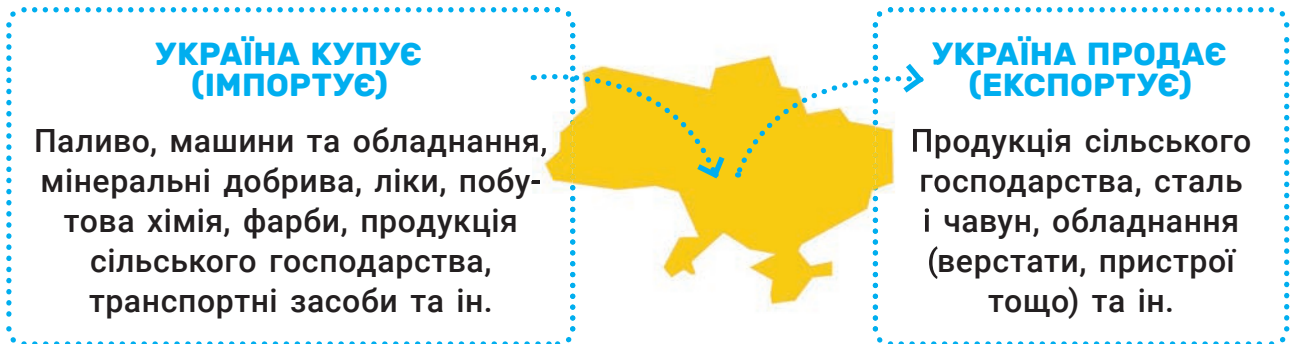 УКРАЇНА КУПУЄ
(ІМПОРТУЄ)
Паливо, машини та обладнання,
мінеральні добрива, ліки, побу-
това хімія, фарби, продукція
сільського господарства,
транспортні засоби та ін.
УКРАЇНА ПРОДАЄ
(ЕКСПОРТУЄ)
Продукція сільського
господарства, сталь
і чавун, обладнання
(верстати, пристрої
тощо) та ін.